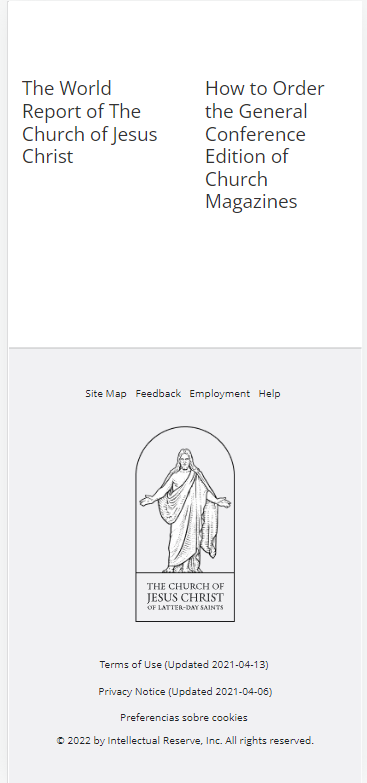 The World
Report of The
Church of Jesus
Christ
How to Order
the General
Conference
Edition of
Church
Magazines
Site Map Feedback Employment Help
THE CHURCH OF
JESUS CHRIST
OF LATTER-DAY SAINTS
Terms of Use (Updated 2021-04-13)
Privacy Notice (Updated 2021-04-06)
Preferencias sobre cookies
© 2022 by Intellectual Reserve, Inc. All rights reserved.